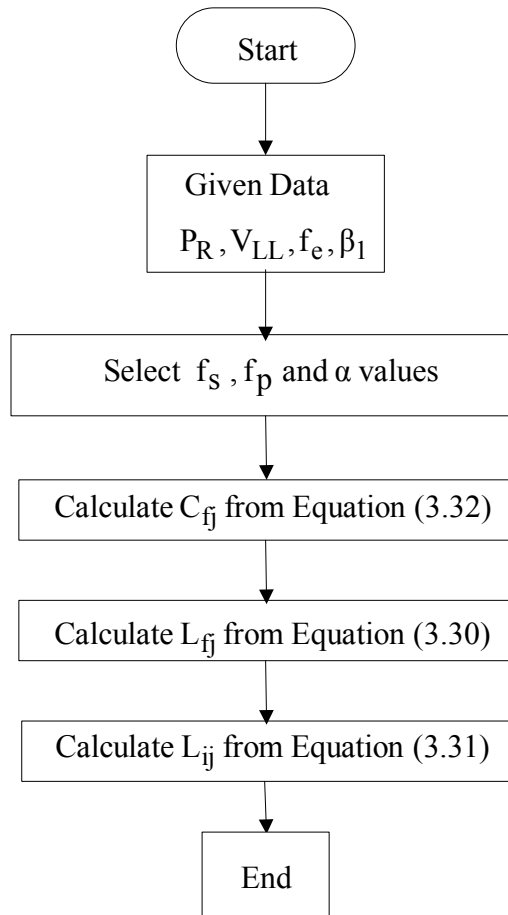 Start
Given Data
P_R , V_LL , f_e , β_1
Select f_s , f_p and α values
Calculate C_fj from Equation (3.32)
Calculate L_fj from Equation (3.30)
Calculate L_ij from Equation (3.31)
End